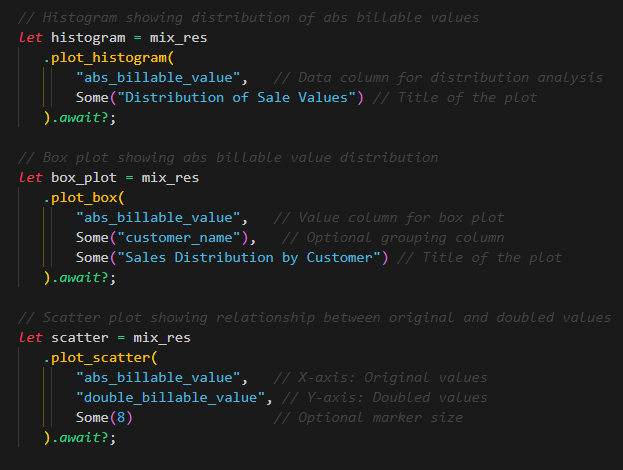 // Histogram showing distribution of abs billable values
let histogram = mix_res
.plot_histogram(
"abs_billable_value", // Data column for distribution analysis
Some("Distribution of Sale Values") // Title of the plot
).await?;
// Box plot showing abs billable value distribution
let box_plot = mix_res
.plot_box(
"abs_billable_value", // Value column for box plot
Some("customer_name"), // Optional grouping column
Some("Sales Distribution by Customer") // Title of the plot
).await?;
// Scatter plot showing relationship between original and doubled values
let scatter = mix_res
.plot_scatter(
"abs_billable_value", // X-axis: Original values
"double_billable_value", // Y-axis: Doubled values
Some(8) // Optional marker size
).await?;